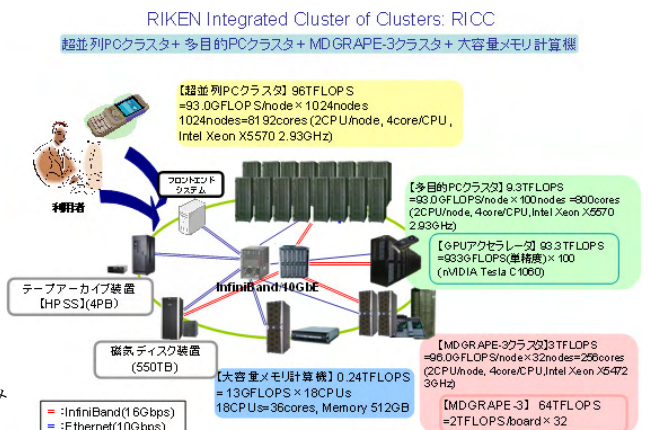 RIKEN Integrated Cluster of Clusters: RICC
超並列PCクラスタ+ 多目的PCクラスタ+ MDGRAPE-3クラスタ+ 大容量メモリ計算機
【超並列PCクラスタ】 96TFLOPS
=93.0GFLOPS/node×1024nodes
1024nodes=8192cores (2CPU/node, 4core/CPU,
Intel Xeon X5570 2.93GHz)
利用者
フロントエンド
システム
【多目的PCクラスタ】 9.3TFLOPS
=93.0GFLOPS/node×100nodes =800cores
(2CPU/node, 4core/CPU,Intel Xeon X5570
2.93GHz)
【GPUアクセラレータ】 93.3TFLOPS
=933GFLOPS(単精度)×100
(nVIDIA Tesla C1060)
InfiniBand/40GbE
テープアーカイブ装置
【HPSS】(4PB)
磁気ディスク装置
(550TB)
【大容量メモリ計算機】 0.24TFLOPS
= 13GFLOPS ×18CPUs
18CPUs=36cores, Memory 512GB
【MDGRAPE-3クラスタ】3TFLOPS
=96.0GFLOPS/node×32nodes=256cores
(2CPU/node, 4core/CPU,Intel Xeon X5472
3GHz)
【MDGRAPE-3】 64TFLOPS
=2TFLOPS/board×32
み
= :InfiniBand(16Gbps)
= :Ethernet(10Gbps)